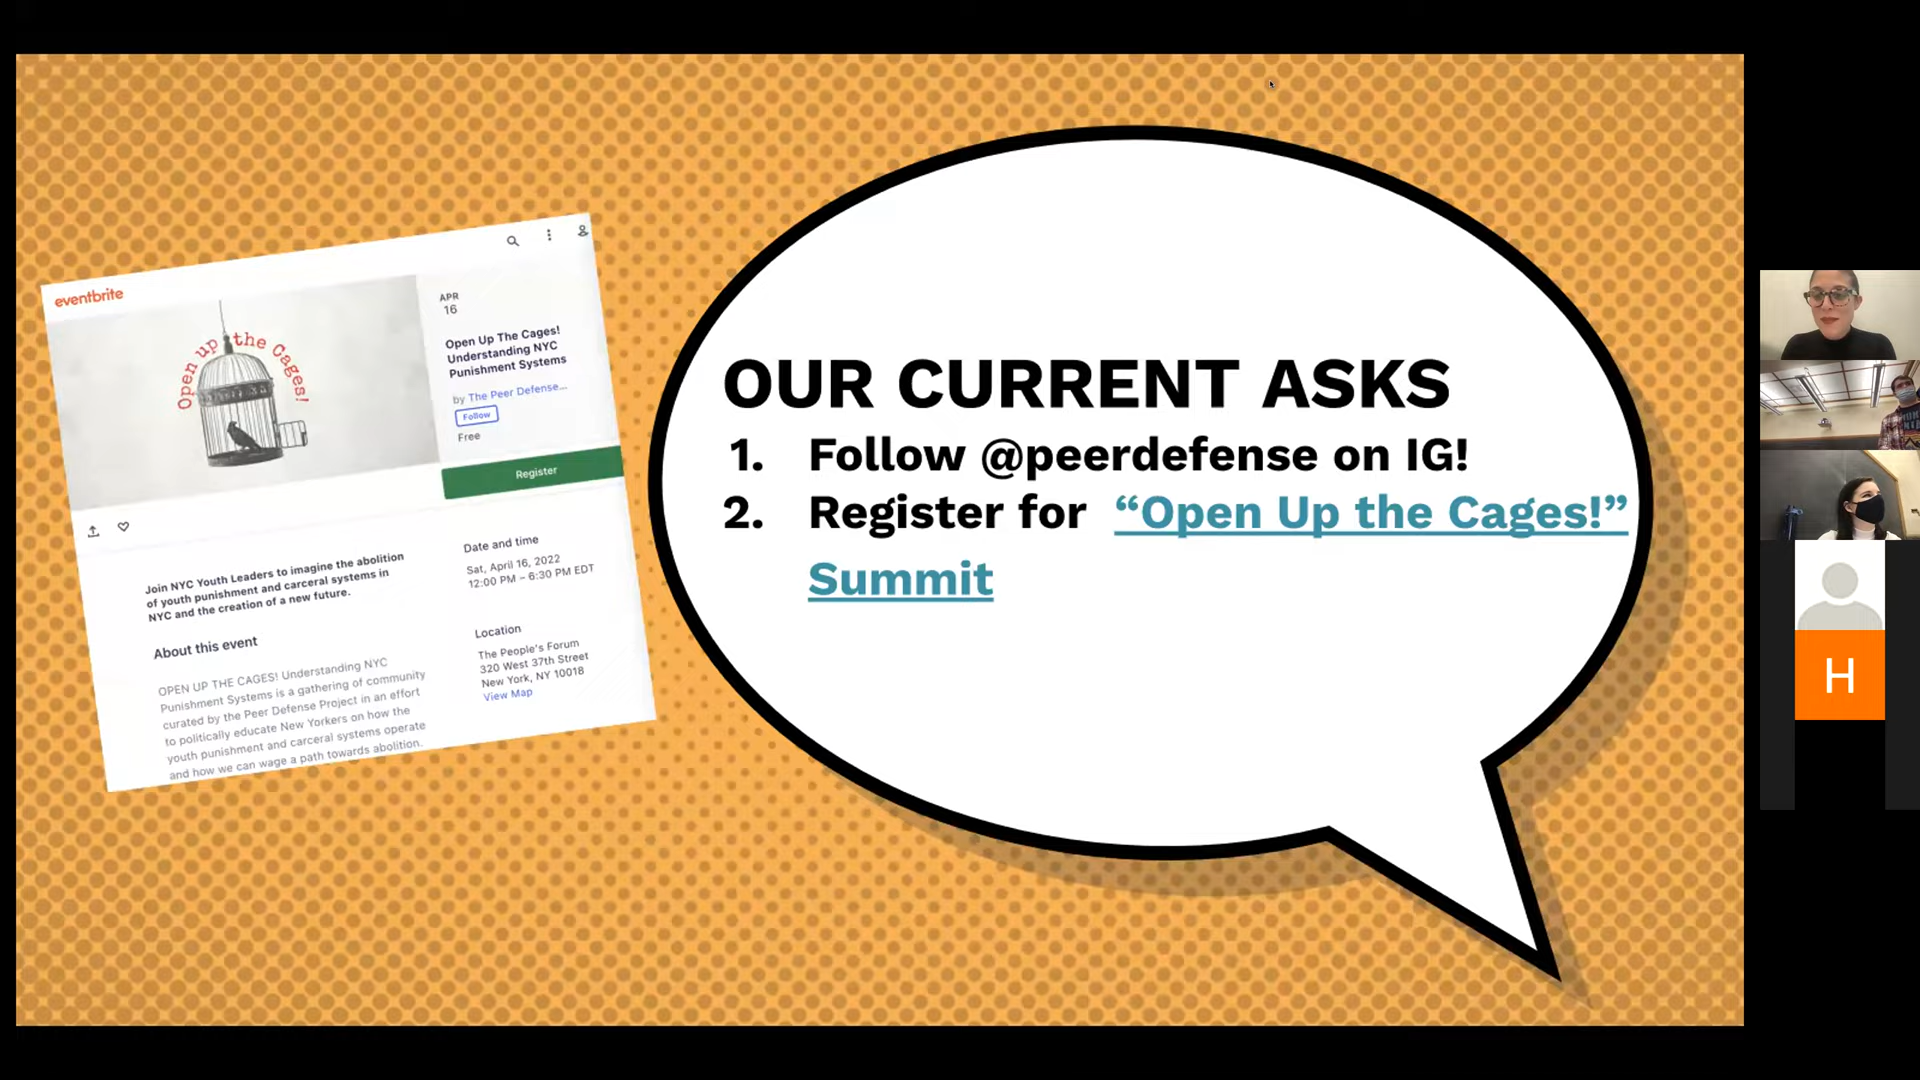 eventbrite
Open up the Cages!
APR
16
Open Up The Cages!
Understanding NYC
Punishment Systems
by The Peer Defense...
Follow
Free
Register
Join NYC Youth Leaders to imagine the abolition
of youth punishment and carceral systems in
NYC and the creation of a new future.
About this event
OPEN UP THE CAGES! Understanding NYC
Punishment Systems is a gathering of community
curated by the Peer Defense Project in an effort
to politically educate New Yorkers on how the
youth punishment and carceral systems operate
and how we can wage a path towards abolition.
Date and time
Sat, April 16, 2022
12:00 PM – 6:30 PM EDT
Location
The People's Forum
320 West 37th Street
New York, NY 10018
View Map
OUR CURRENT ASKS
1. Follow @peerdefense on IG!
2. Register for “Open Up the Cages!”
Summit
H